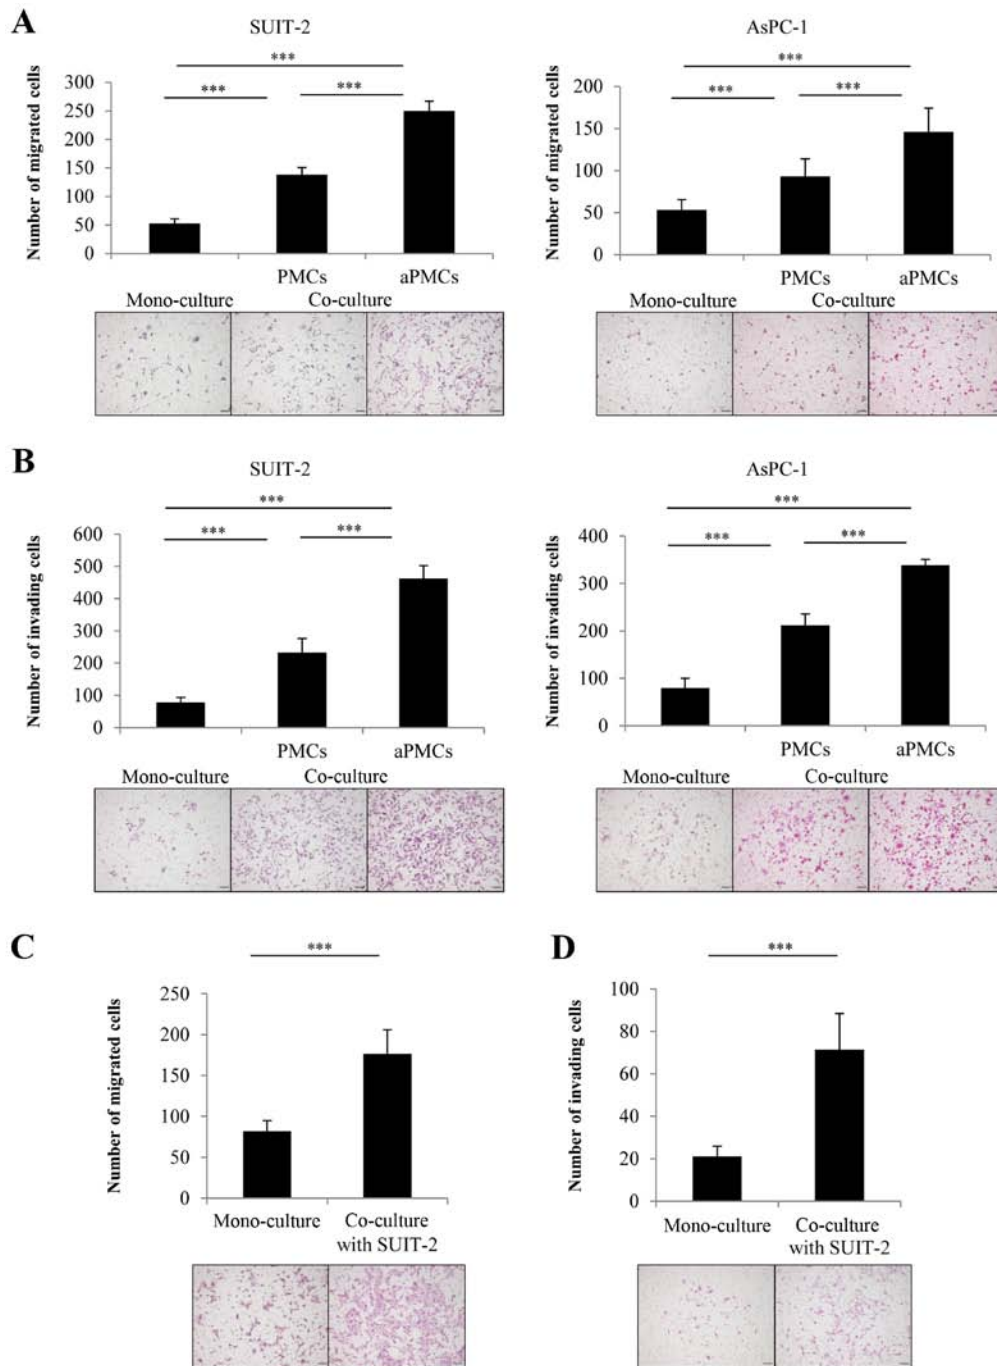 A
SUIT-2
***
***
***
Number of migrated cells
300
250
200
150
100
50
0
PMCs
aPMCs
Mono-culture
Co-culture
AsPC-1
***
***
***
Number of migrated cells
200
150
100
50
0
PMCs
aPMCs
Mono-culture
Co-culture
B
SUIT-2
***
***
***
Number of invading cells
600
500
400
300
200
100
0
PMCs
aPMCs
Mono-culture
Co-culture
AsPC-1
***
***
***
Number of invading cells
400
300
200
100
0
PMCs
aPMCs
Mono-culture
Co-culture
C
***
Number of migrated cells
250
200
150
100
50
0
Mono-culture
Co-culture
with SUIT-2
D
***
Number of invading cells
100
80
60
40
20
0
Mono-culture
Co-culture
with SUIT-2